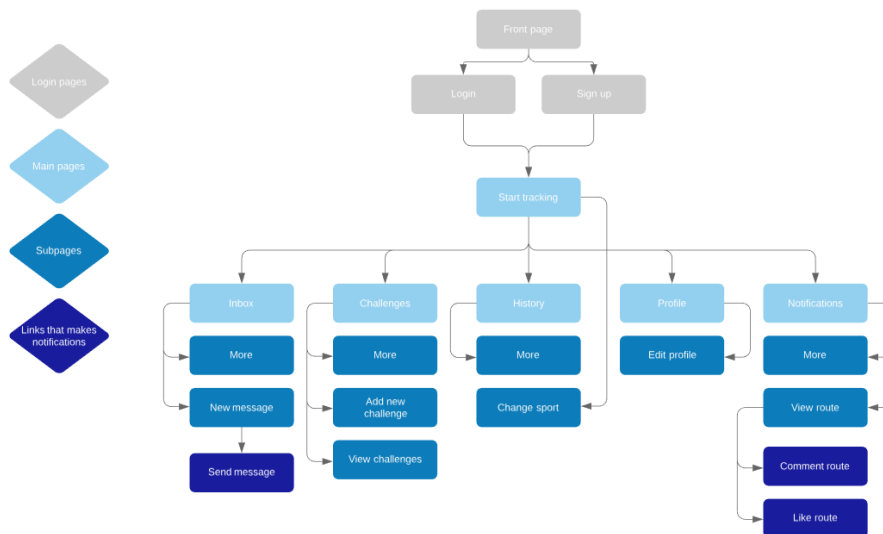 Front page
Login pages
Login
Sign up
Main pages
Start tracking
Subpages
Inbox
Challenges
History
Profile
Notifications
Links that makes
notifications
More
More
More
Edit profile
More
New message
Add new
challenge
Change sport
View route
Send message
View challenges
Comment route
Like route